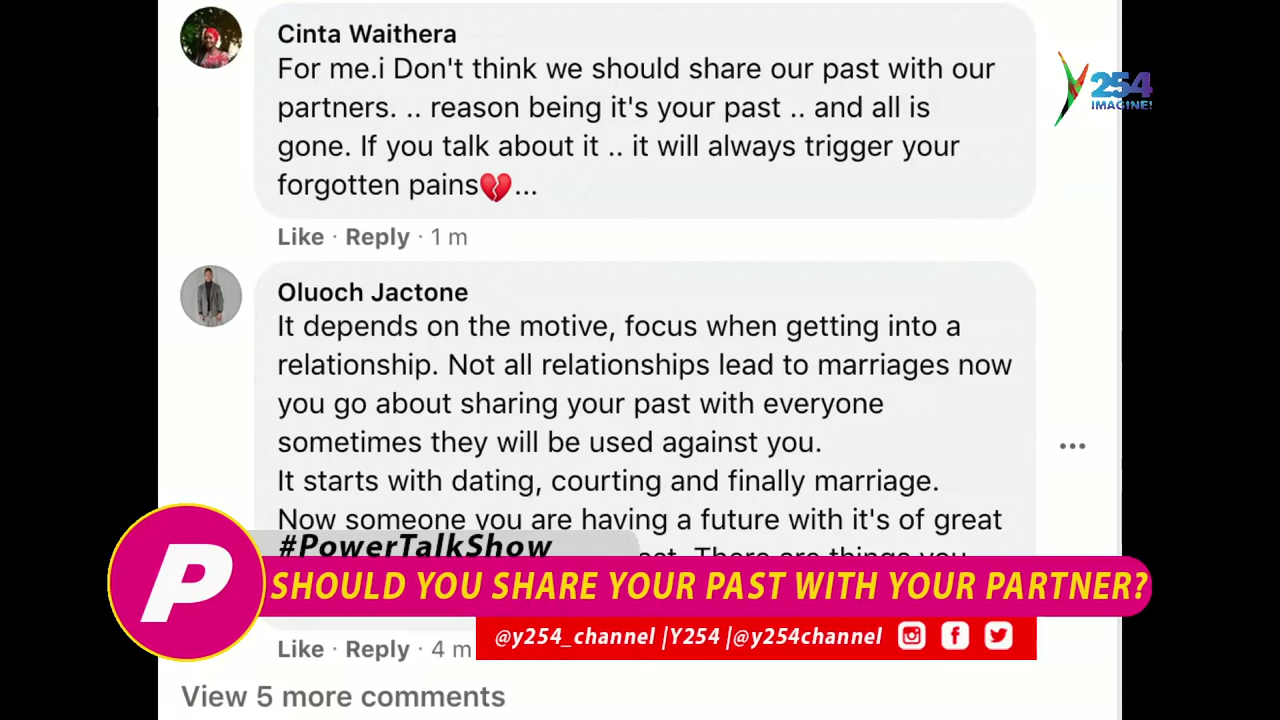 Cinta Waithera
For me.i Don't think we should share our past with our
partners. .. reason being it's your past .. and all is
gone. If you talk about it .. it will always trigger your
forgotten pains💔...
Like · Reply · 1 m
254
IMAGINE!
Oluoch Jactone
It depends on the motive, focus when getting into a
relationship. Not all relationships lead to marriages now
you go about sharing your past with everyone
sometimes they will be used against you.
It starts with dating, courting and finally marriage.
Now someone you are having a future with it's of great
There are things you
#PowerTalkShow
P
SHOULD YOU SHARE YOUR PAST WITH YOUR PARTNER?
@y254_channel |Y254 |@y254channel
Like · Reply · 4 m
View 5 more comments